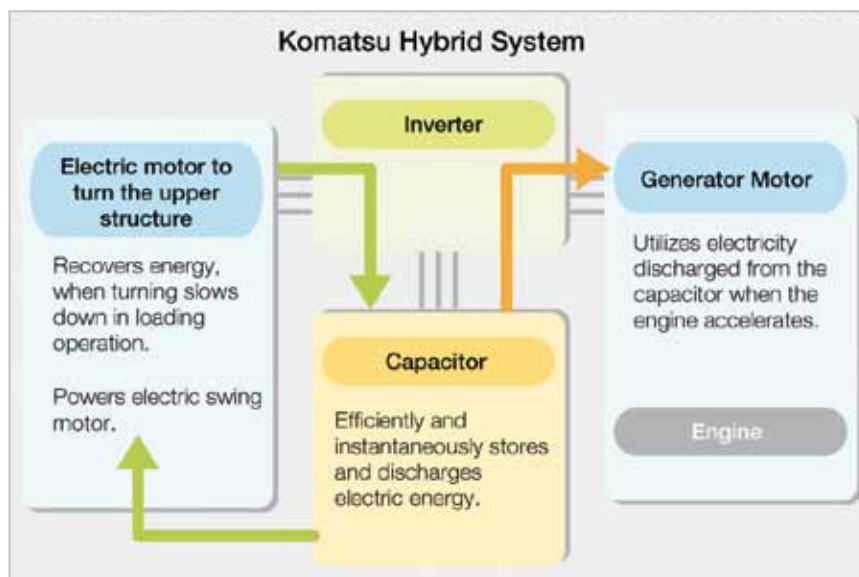 Komatsu Hybrid System
Inverter
Electric motor to
turn the upper
structure
Recovers energy,
when turning slows
down in loading
operation.
Powers electric swing
motor.
Capacitor
Efficiently and
instantaneously stores
and discharges
electric energy.
Generator Motor
Utilizes electricity
discharged from the
capacitor when the
engine accelerates.
Engine